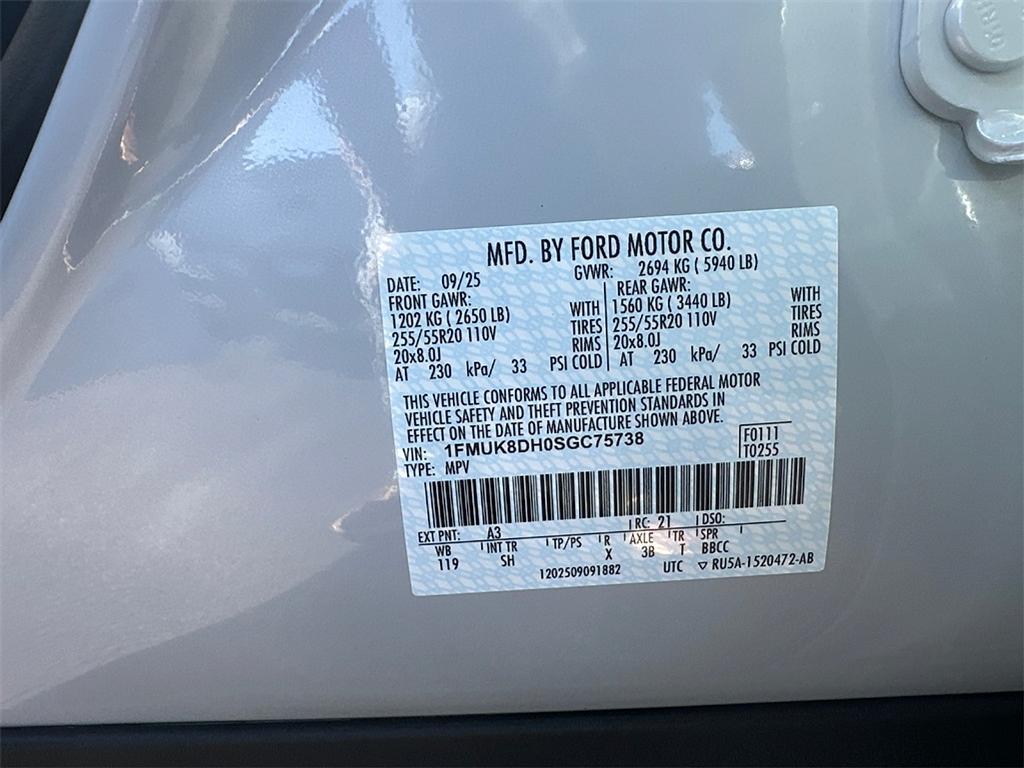 MFD. BY FORD MOTOR CO.
DATE: 09/25 GVWR: 2694 KG ( 5940 LB)
FRONT GAWR: REAR GAWR:
1202 KG ( 2650 LB) WITH 1560 KG ( 3440 LB) WITH
255/55R20 110V TIRES 255/55R20 110V TIRES
20x8.0J RIMS 20x8.0J RIMS
AT 230 kPa/ 33 PSI COLD AT 230 kPa/ 33 PSI COLD
THIS VEHICLE CONFORMS TO ALL APPLICABLE FEDERAL MOTOR
VEHICLE SAFETY AND THEFT PREVENTION STANDARDS IN
EFFECT ON THE DATE OF MANUFACTURE SHOWN ABOVE.
VIN: 1FMUK8DH0SGC75738 F0111
TYPE: MPV T0255
EXT PNT: A3 RC: 21 DSO:
WB INT TR TP/PS R AXLE TR SPR
119 SH X 3B T BBCC
1202509091882 UTC ▽ RU5A-1520472-AB